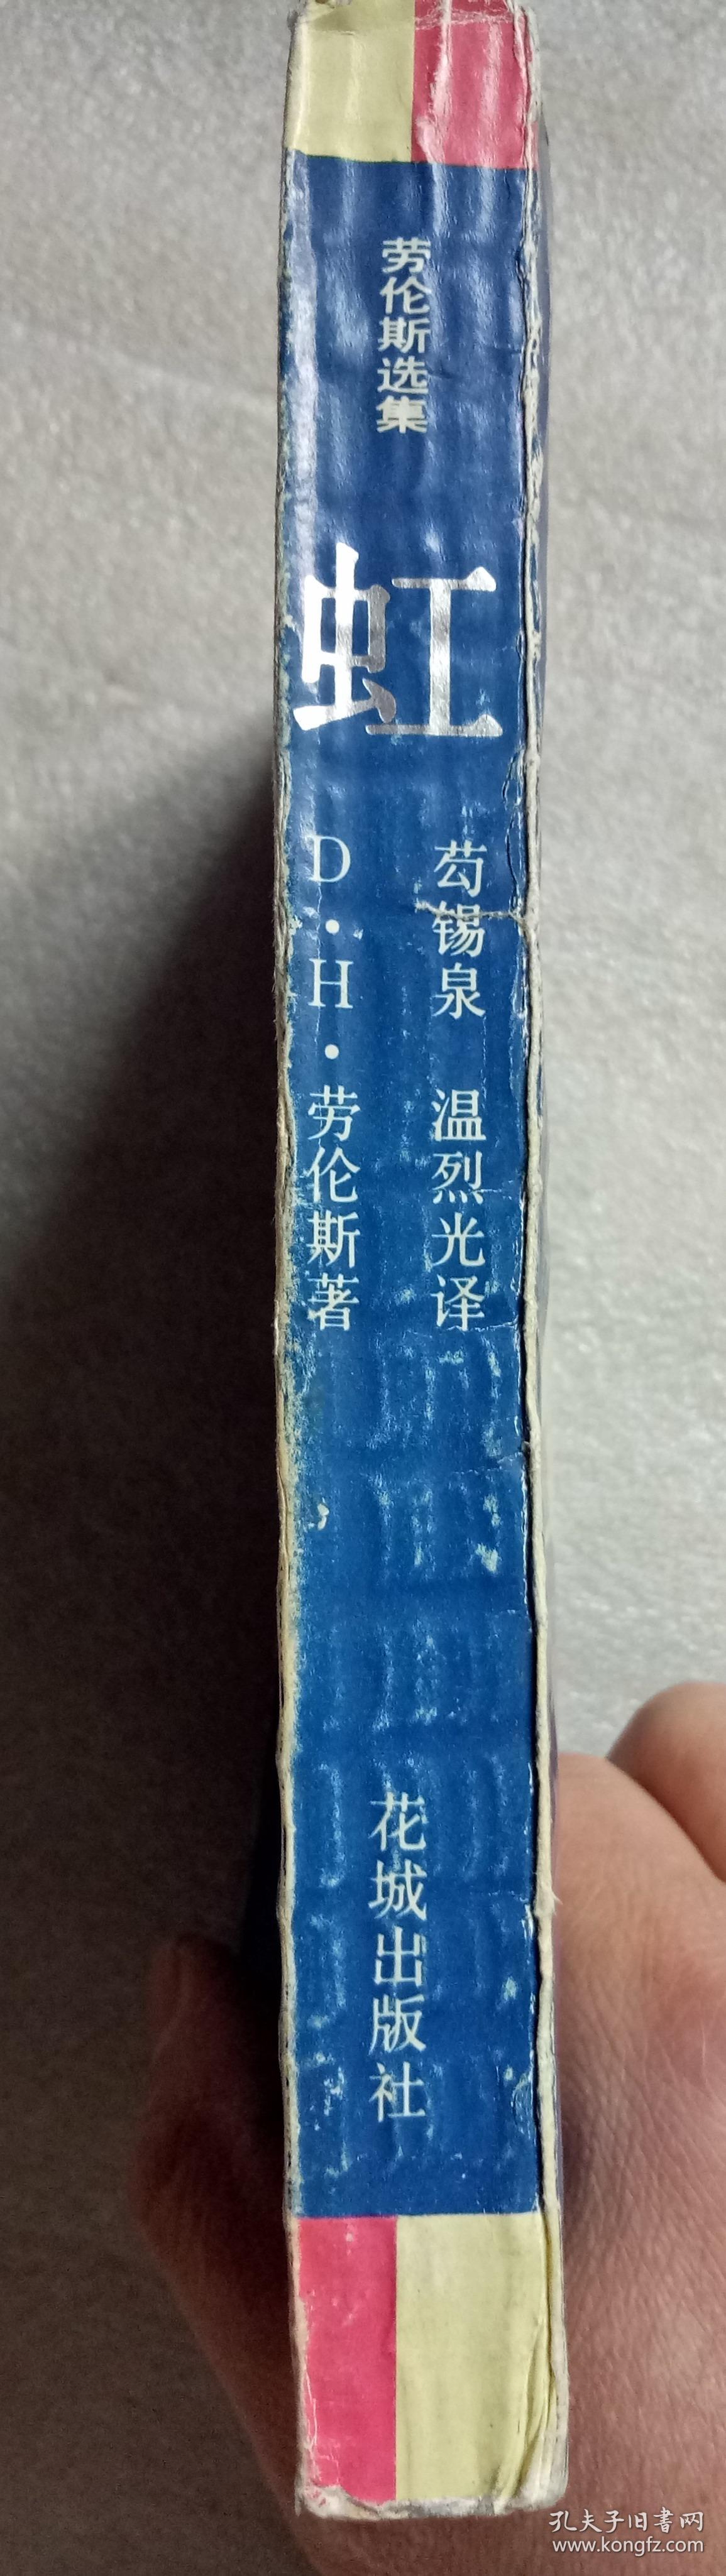 劳伦斯选集
虹
D·H·劳伦斯著
芶锡泉 温烈光译
花城出版社
孔夫子旧书网
www.kongfz.com